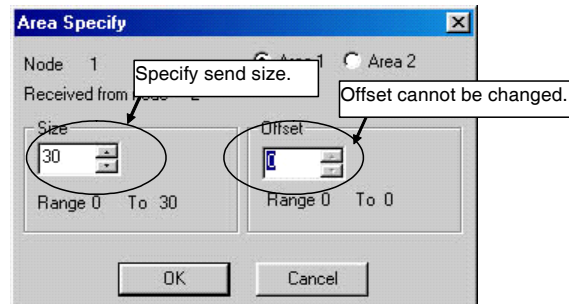 Area Specify
Node 1 Area 1 Area 2
Specify send size.
Received from
Offset cannot be changed.
Size Offset
30 0
Range 0 To 30 Range 0 To 0
OK Cancel